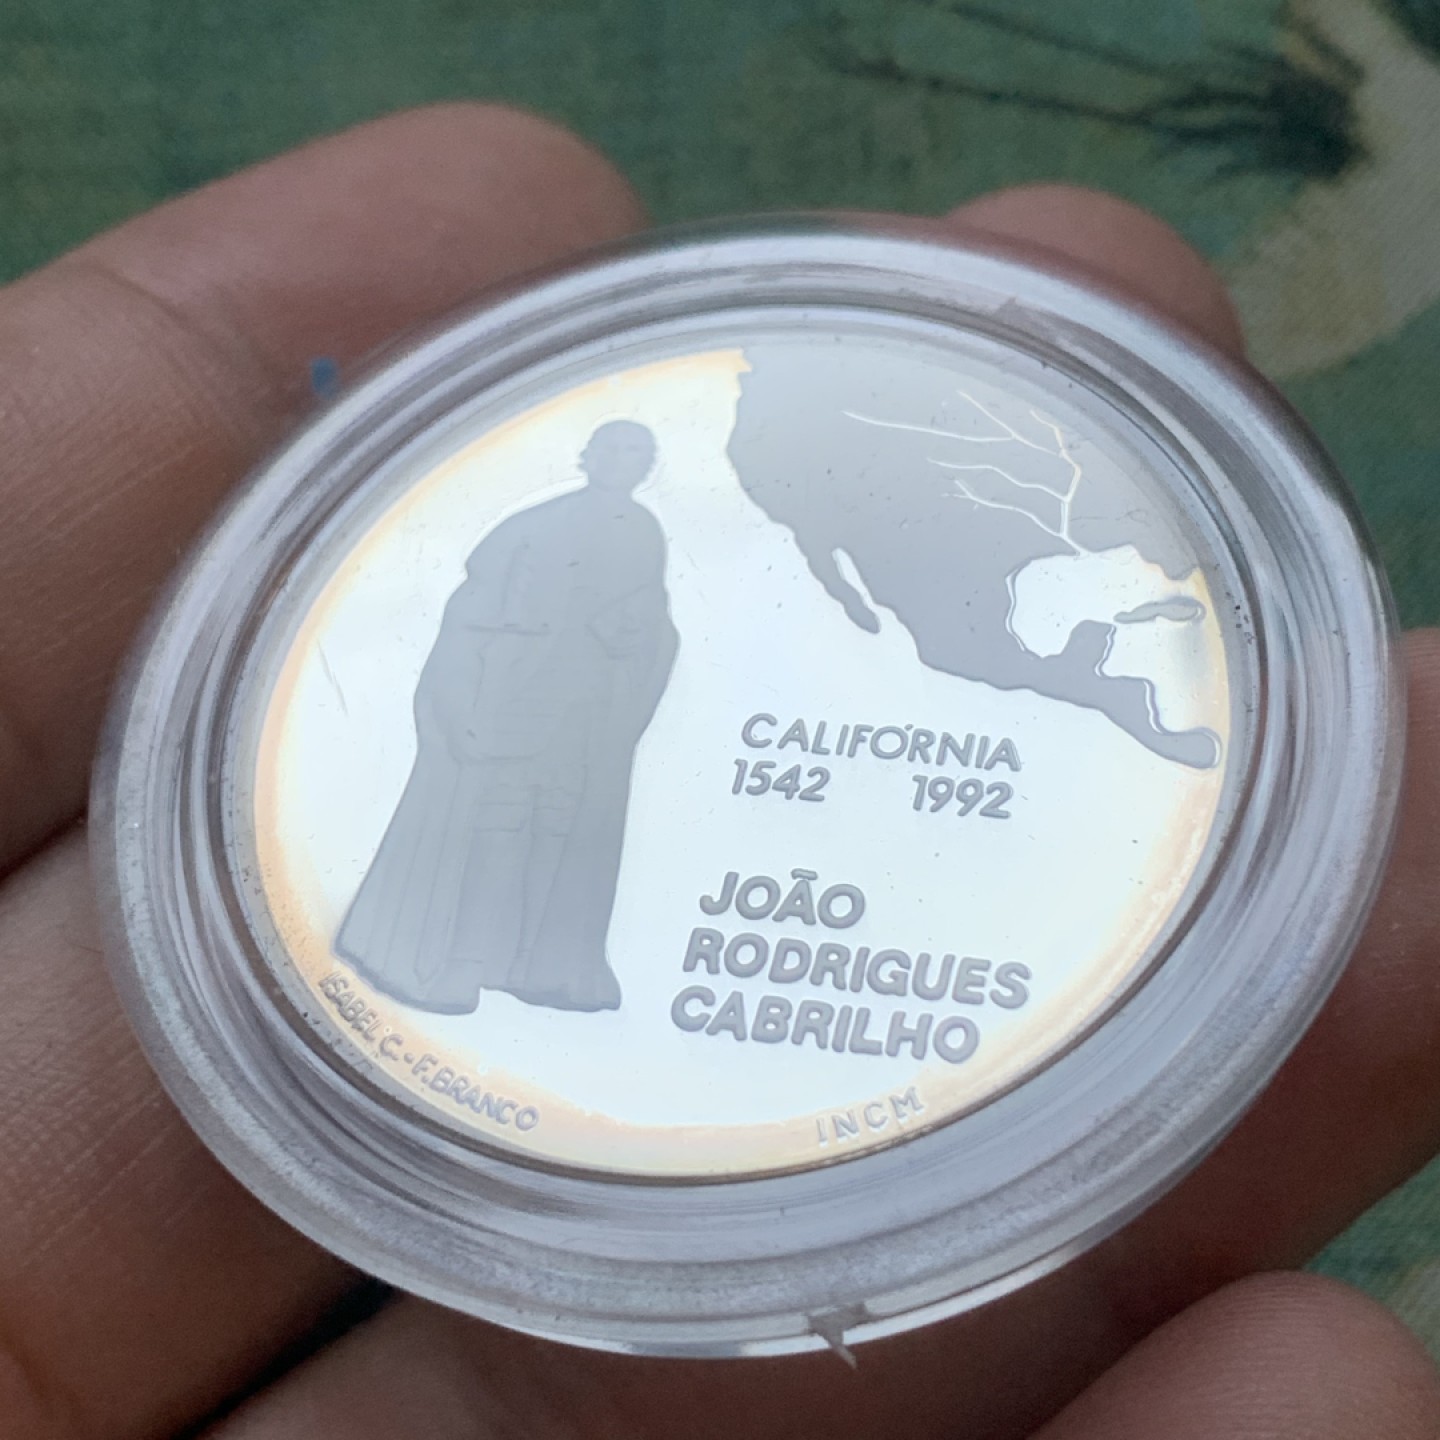 CALIFÓRNIA
1542 1992
JOÃO
RODRIGUES
CABRILHO
ISABEL C. - F. BRANCO
INCM